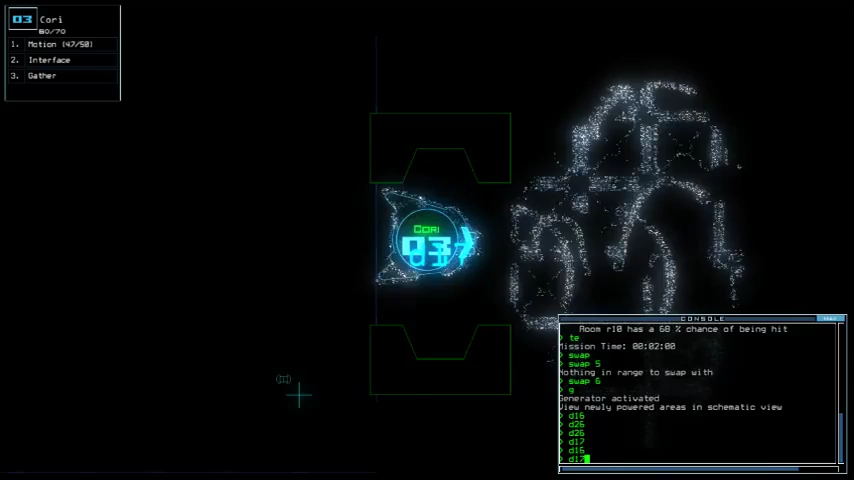 03 Cori
60/70
1. Motion (47/50)
2. Interface
3. Gather
Cori
03
CONSOLE
Room r10 has a 68 % chance of being hit
> te
Mission Time: 00:02:00
> swap
> swap 5
Nothing in range to swap with
> swap 6
> g
Generator activated
View newly powered areas in schematic view
> d16
> d26
> d26
> d17
> d16
> d17